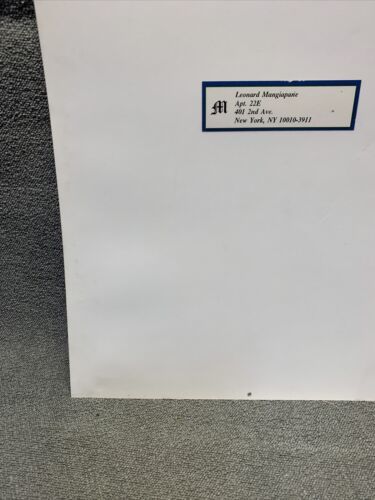 M
Leonard Mangiapane
Apt. 22E
401 2nd Ave.
New York, NY 10010-3911